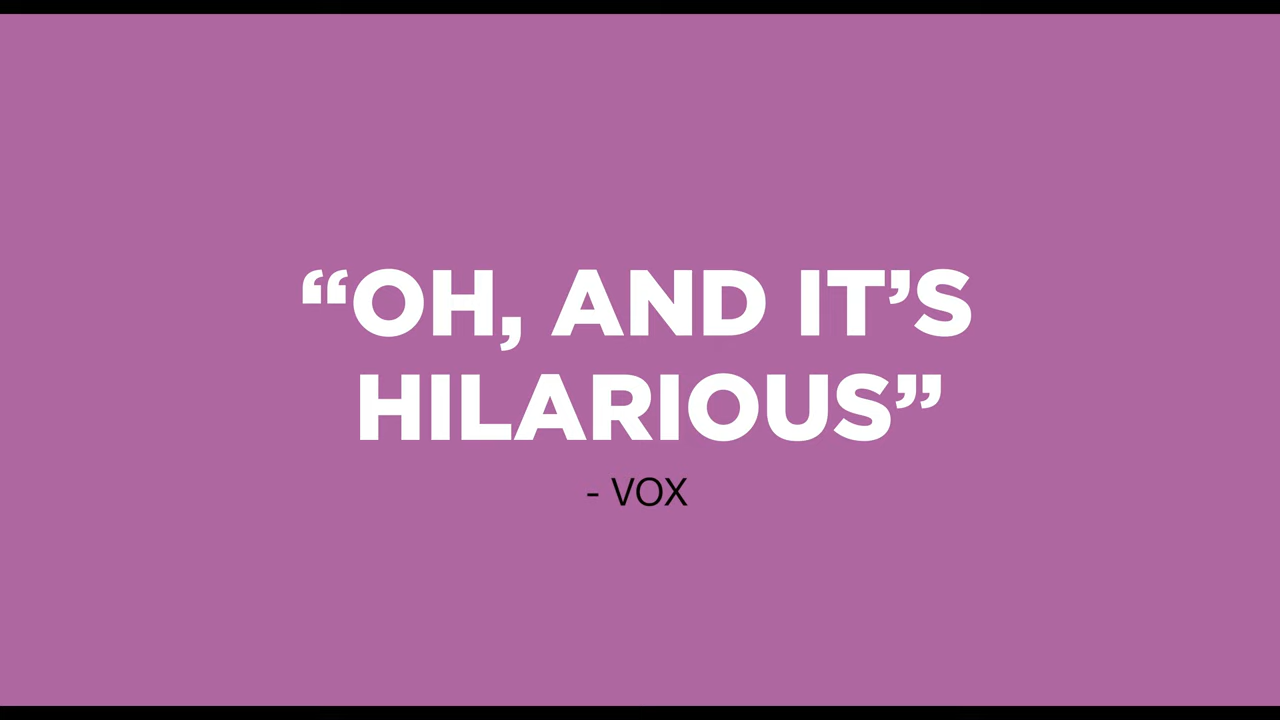 “OH, AND IT’S
HILARIOUS”
- VOX